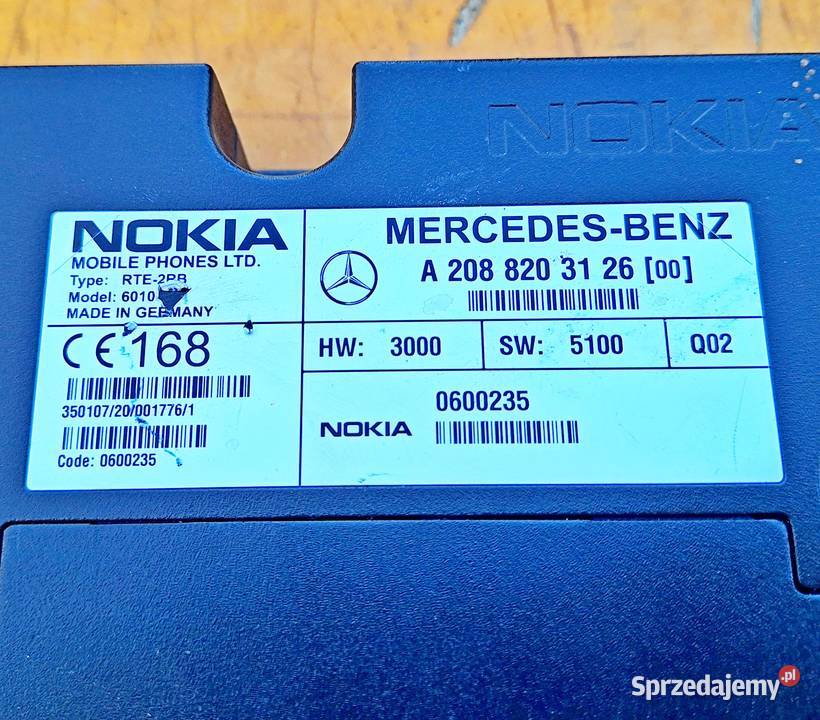 NOKIA
NOKIA
MOBILE PHONES LTD.
Type: RTE-2RB
Model: 6010
MADE IN GERMANY
CE 168
350107/20/001776/1
Code: 0600235
MERCEDES-BENZ
A 208 820 31 26 [00]
HW: 3000
SW: 5100
Q02
0600235
NOKIA
Sprzedajemy.pl